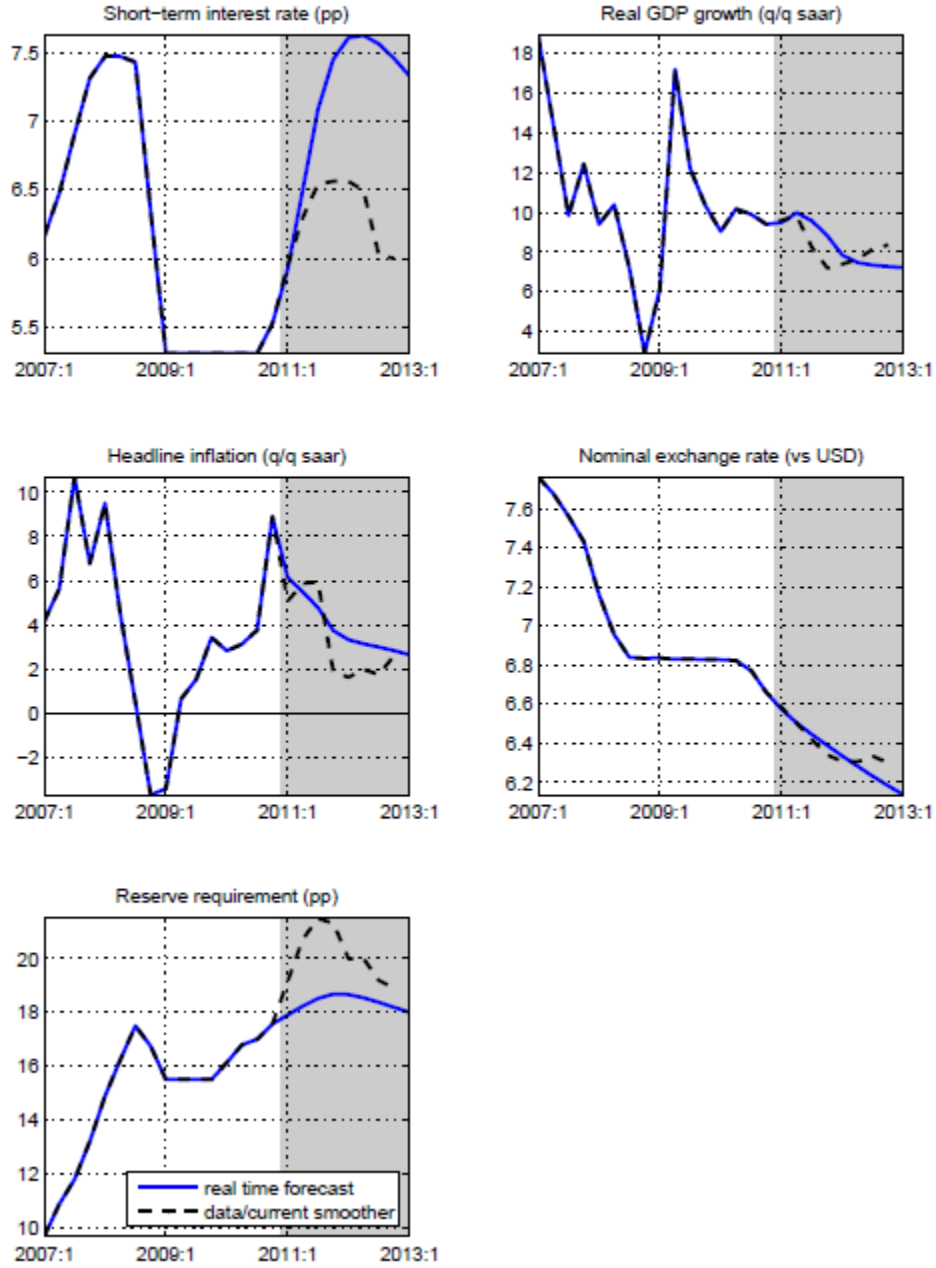 Short-term interest rate (pp)
7.5
7
6.5
6
5.5
2007:1 2009:1 2011:1 2013:1
Real GDP growth (q/q saar)
18
16
14
12
10
8
6
4
2007:1 2009:1 2011:1 2013:1
Headline inflation (q/q saar)
10
8
6
4
2
0
−2
2007:1 2009:1 2011:1 2013:1
Nominal exchange rate (vs USD)
7.6
7.4
7.2
7
6.8
6.6
6.4
6.2
2007:1 2009:1 2011:1 2013:1
Reserve requirement (pp)
20
18
16
14
12
10
real time forecast
data/current smoother
2007:1 2009:1 2011:1 2013:1